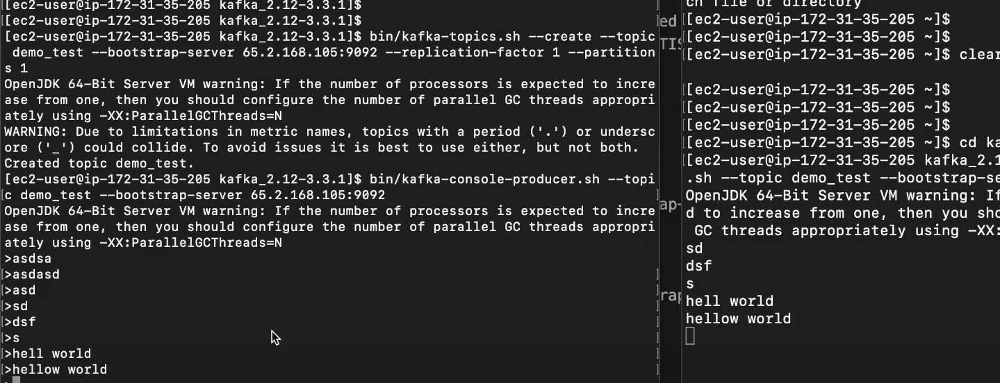 [ec2-user@ip-172-31-35-205 kafka_2.12-3.3.1]$
[ec2-user@ip-172-31-35-205 kafka_2.12-3.3.1]$
[ec2-user@ip-172-31-35-205 kafka_2.12-3.3.1]$ bin/kafka-topics.sh --create --topic
demo_test --bootstrap-server 65.2.168.105:9092 --replication-factor 1 --partition
s 1
OpenJDK 64-Bit Server VM warning: If the number of processors is expected to incre
ase from one, then you should configure the number of parallel GC threads appropri
ately using -XX:ParallelGCThreads=N
WARNING: Due to limitations in metric names, topics with a period ('.') or undersc
ore ('_') could collide. To avoid issues it is best to use either, but not both.
Created topic demo_test.
[ec2-user@ip-172-31-35-205 kafka_2.12-3.3.1]$ bin/kafka-console-producer.sh --topi
c demo_test --bootstrap-server 65.2.168.105:9092
OpenJDK 64-Bit Server VM warning: If the number of processors is expected to incre
ase from one, then you should configure the number of parallel GC threads appropri
ately using -XX:ParallelGCThreads=N
>asdsa
>asdasd
>asd
>sd
>dsf
>s
>hell world
>hellow world
>
ed
TIS
ap-
rap
ch file or directory
[ec2-user@ip-172-31-35-205 ~]$
[ec2-user@ip-172-31-35-205 ~]$
[ec2-user@ip-172-31-35-205 ~]$ clear
[ec2-user@ip-172-31-35-205 ~]$
[ec2-user@ip-172-31-35-205 ~]$
[ec2-user@ip-172-31-35-205 ~]$
[ec2-user@ip-172-31-35-205 ~]$ cd ka
[ec2-user@ip-172-31-35-205 kafka_2.1
.sh --topic demo_test --bootstrap-se
OpenJDK 64-Bit Server VM warning: If
d to increase from one, then you sho
GC threads appropriately using -XX:
sd
dsf
s
hell world
hellow world